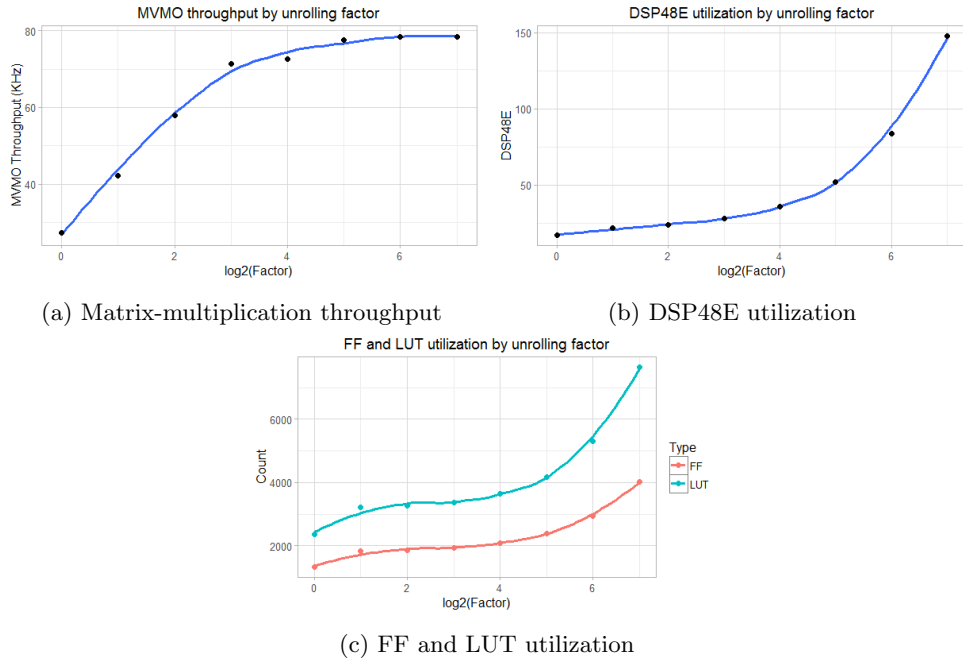 MVMO throughput by unrolling factor
MVMO Throughput (KHz)
80
60
40
0 2 4 6
log2(Factor)
(a) Matrix-multiplication throughput
DSP48E utilization by unrolling factor
DSP48E
150
100
50
0 2 4 6
log2(Factor)
(b) DSP48E utilization
FF and LUT utilization by unrolling factor
Count
6000
4000
2000
0 2 4 6
log2(Factor)
Type
FF
LUT
(c) FF and LUT utilization